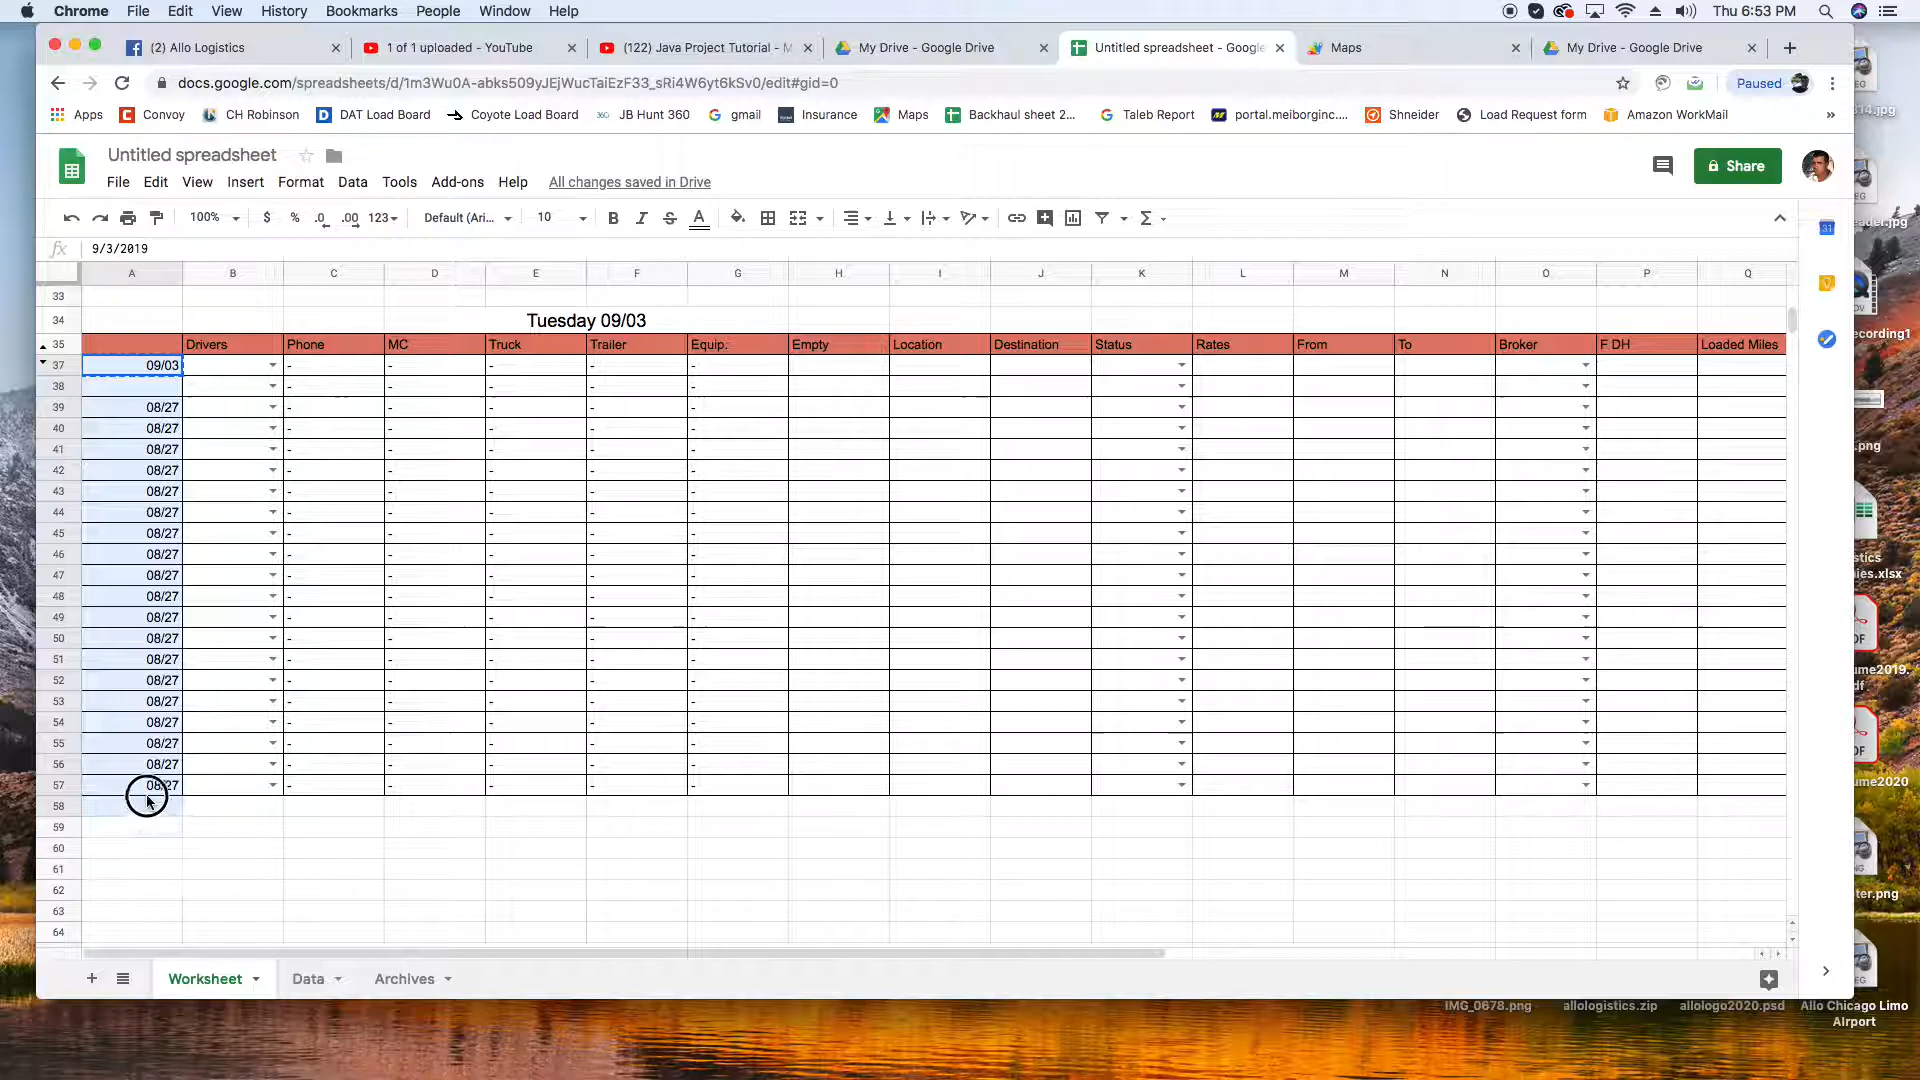 Chrome File Edit View History Bookmarks People Window Help Thu 6:53 PM
(2) Allo Logistics 1 of 1 uploaded - YouTube (122) Java Project Tutorial - My Drive - Google Drive Untitled spreadsheet - Google Maps My Drive - Google Drive
docs.google.com/spreadsheets/d/1m3Wu0A-abks509yJEjWucTaiEzF33_sRi4W6yt6kSv0/edit#gid=0 Paused
Apps Convoy CH Robinson DAT Load Board Coyote Load Board JB Hunt 360 gmail Insurance Maps Backhaul sheet 2... Taleb Report portal.meiborginc.... Shneider Load Request form Amazon WorkMail »
Untitled spreadsheet
Share
File Edit View Insert Format Data Tools Add-ons Help All changes saved in Drive
100% $ % .0 .00 123 Default (Ari... 10 B I S A
fx 9/3/2019
A B C D E F G H I J K L M N O P Q
33
34 Tuesday 09/03
35 Drivers Phone MC Truck Trailer Equip. Empty Location Destination Status Rates From To Broker F DH Loaded Miles
37 09/03 - - - - -
38
39 08/27 - - - - -
40 08/27 - - - - -
41 08/27 - - - - -
42 08/27 - - - - -
43 08/27 - - - - -
44 08/27 - - - - -
45 08/27 - - - - -
46 08/27 - - - - -
47 08/27 - - - - -
48 08/27 - - - - -
49 08/27 - - - - -
50 08/27 - - - - -
51 08/27 - - - - -
52 08/27 - - - - -
53 08/27 - - - - -
54 08/27 - - - - -
55 08/27 - - - - -
56 08/27 - - - - -
57 08/27 - - - - -
58
59
60
61
62
63
64
Worksheet Data Archives
14.jpg
eader.jpg
ecording1
.png
istics
ies.xlsx
ume2019.
df
ume2020
ter.png
IMG_0678.png allologistics.zip allologo2020.psd Allo Chicago Limo
Airport